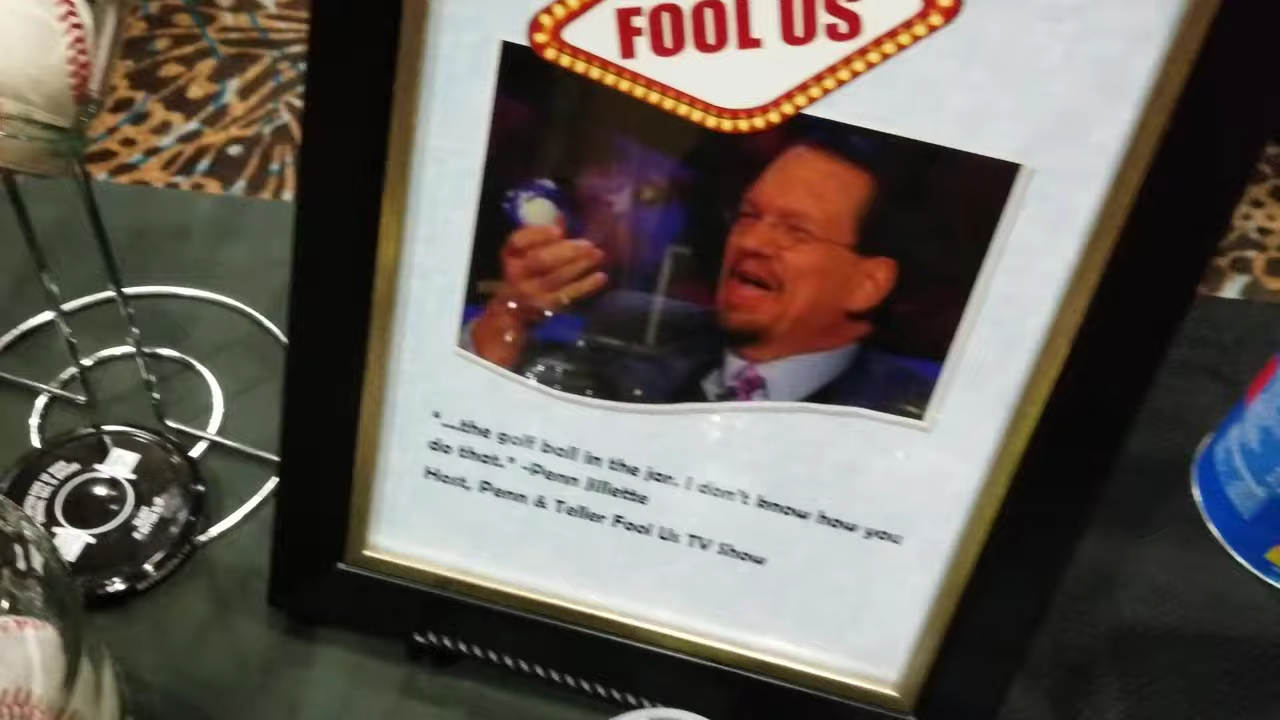 FOOL US
"...the golf ball in the jar. I don't know how you
do that." -Penn Jillette
Host, Penn & Teller Fool Us TV Show